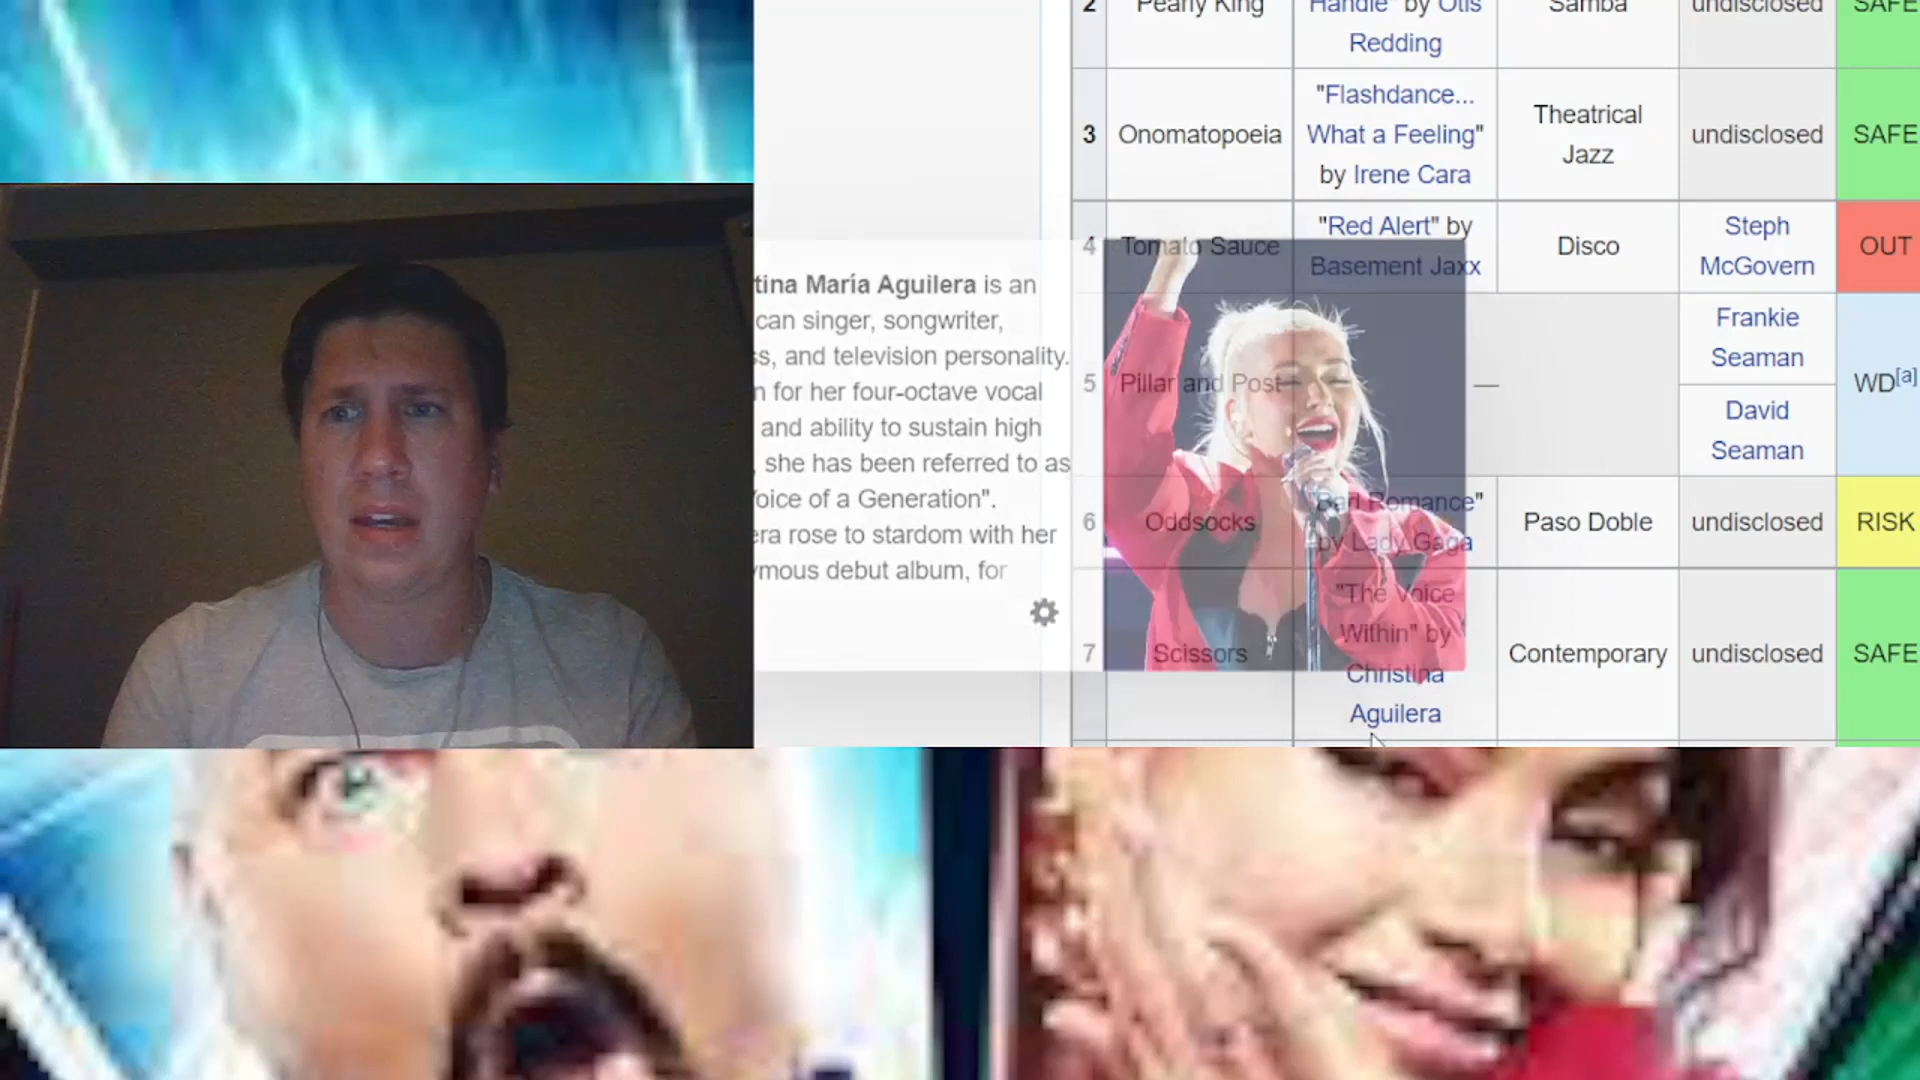 2 Pearly King Handle" by Otis Redding Samba undisclosed SAFE
3 Onomatopoeia "Flashdance... What a Feeling" by Irene Cara Theatrical Jazz undisclosed SAFE
4 Tomato Sauce "Red Alert" by Basement Jaxx Disco Steph McGovern OUT
5 Pillar and Post — Frankie Seaman David Seaman WD[a]
6 Oddsocks "Bad Romance" by Lady Gaga Paso Doble undisclosed RISK
7 Scissors "The Voice Within" by Christina Aguilera Contemporary undisclosed SAFE
tina María Aguilera is an
can singer, songwriter,
ss, and television personality.
n for her four-octave vocal
and ability to sustain high
, she has been referred to as
oice of a Generation".
era rose to stardom with her
ymous debut album, for